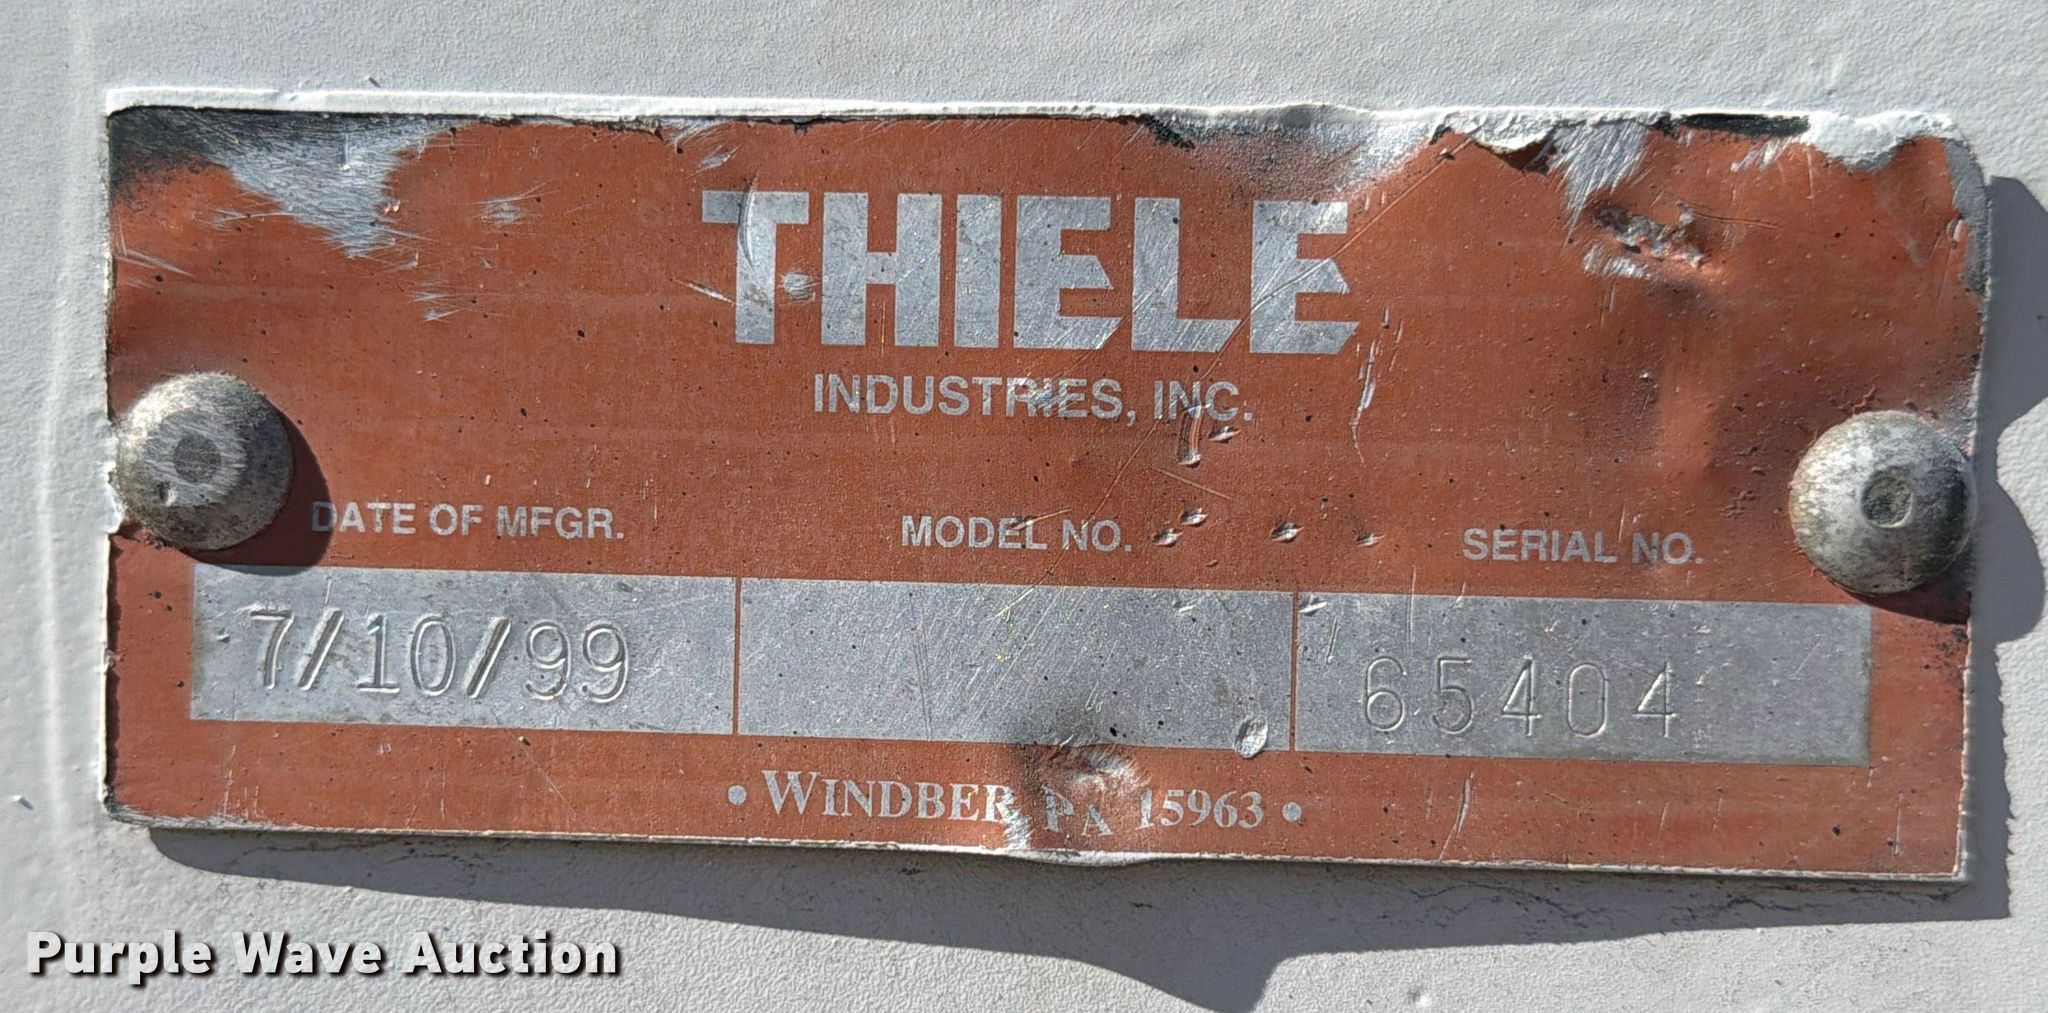 THIELE
INDUSTRIES, INC.
DATE OF MFGR. MODEL NO. SERIAL NO.
7/10/99 65404
• WINDBER PA 15963 •
Purple Wave Auction